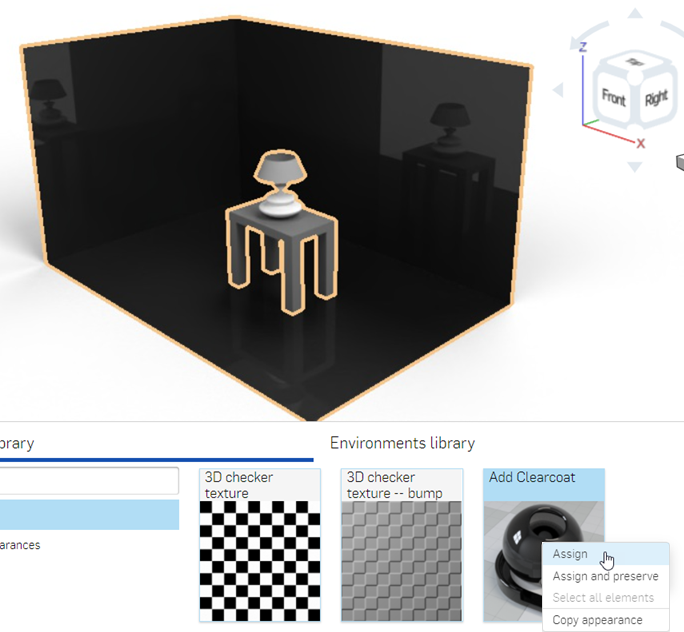 Z
Front
Right
X
brary
Environments library
3D checker
texture
3D checker
texture -- bump
Add Clearcoat
arances
Assign
Assign and preserve
Select all elements
Copy appearance